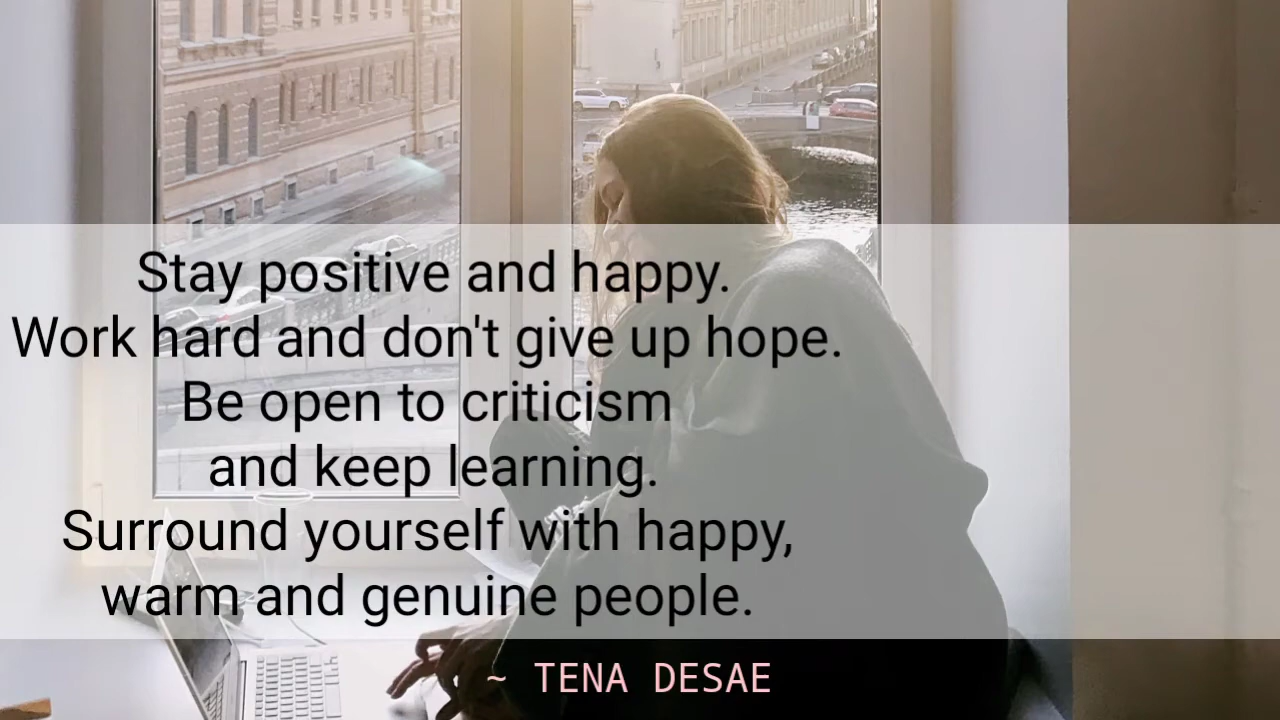 Stay positive and happy.
Work hard and don't give up hope.
Be open to criticism
and keep learning.
Surround yourself with happy,
warm and genuine people.
~ TENA DESAE